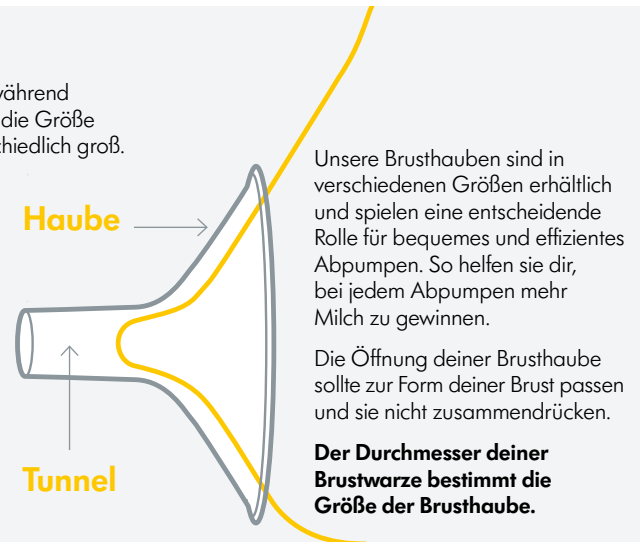 während
die Größe
chiedlich groß.
Haube
Tunnel
Unsere Brusthauben sind in
verschiedenen Größen erhältlich
und spielen eine entscheidende
Rolle für bequemes und effizientes
Abpumpen. So helfen sie dir,
bei jedem Abpumpen mehr
Milch zu gewinnen.
Die Öffnung deiner Brusthaube
sollte zur Form deiner Brust passen
und sie nicht zusammendrücken.
Der Durchmesser deiner
Brustwarze bestimmt die
Größe der Brusthaube.